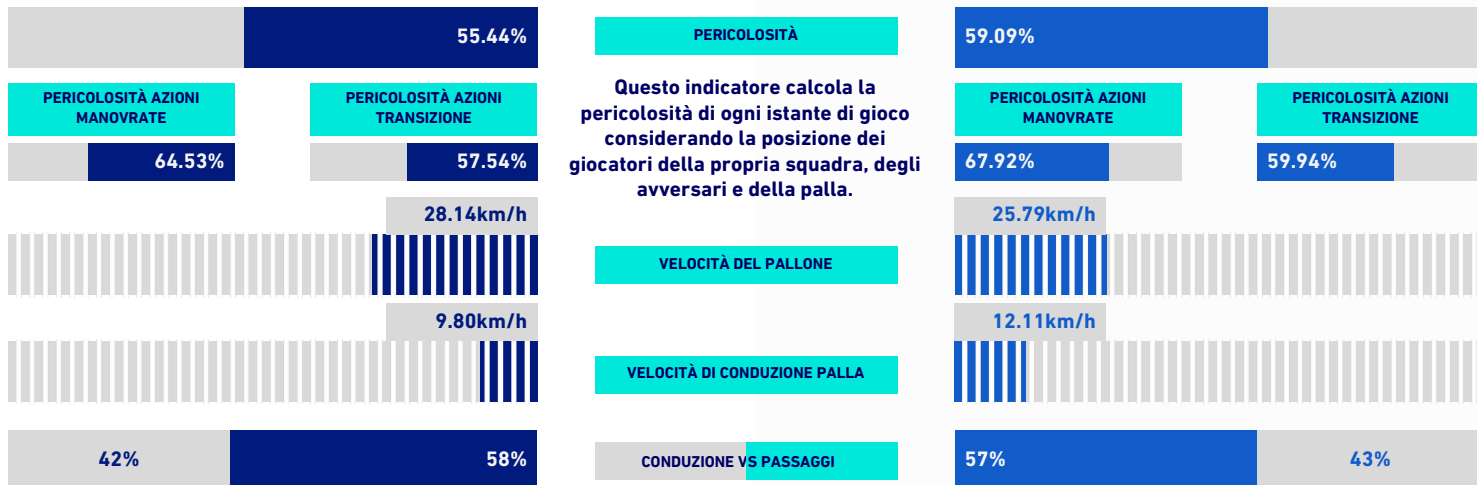 55.44%
PERICOLOSITÀ
59.09%
PERICOLOSITÀ AZIONI
MANOVRATE
PERICOLOSITÀ AZIONI
TRANSIZIONE
Questo indicatore calcola la
pericolosità di ogni istante di gioco
considerando la posizione dei
giocatori della propria squadra, degli
avversari e della palla.
PERICOLOSITÀ AZIONI
MANOVRATE
PERICOLOSITÀ AZIONI
TRANSIZIONE
64.53%
57.54%
67.92%
59.94%
28.14km/h
25.79km/h
VELOCITÀ DEL PALLONE
9.80km/h
12.11km/h
VELOCITÀ DI CONDUZIONE PALLA
42%
58%
CONDUZIONE VS PASSAGGI
57%
43%